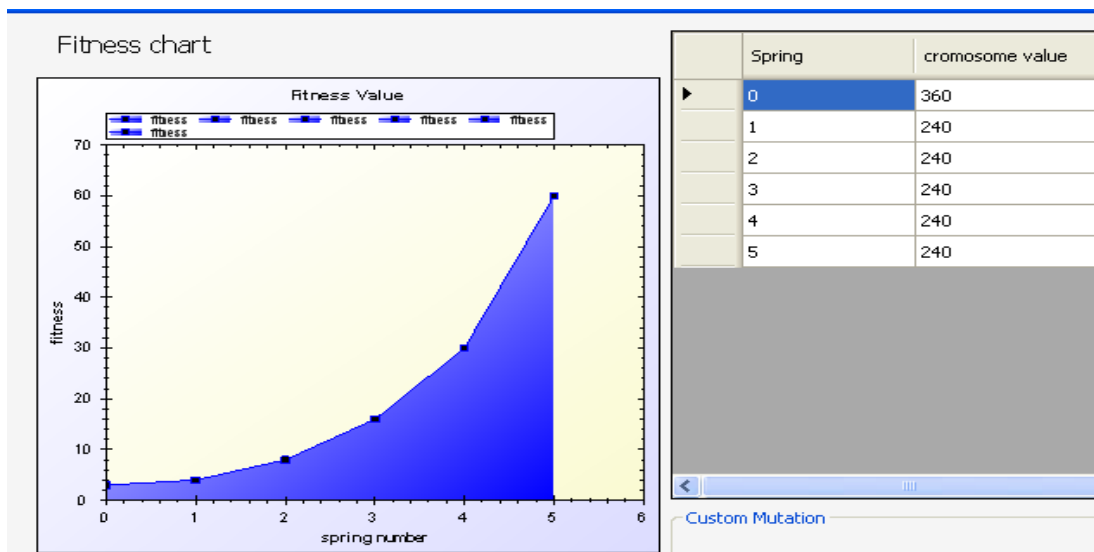 Fitness chart
Fitness Value
fitness fitness fitness fitness fitness
fitness
70
60
50
40
30
20
10
0
fitness
0 1 2 3 4 5 6
spring number
Spring cromosome value
0 360
1 240
2 240
3 240
4 240
5 240
Custom Mutation